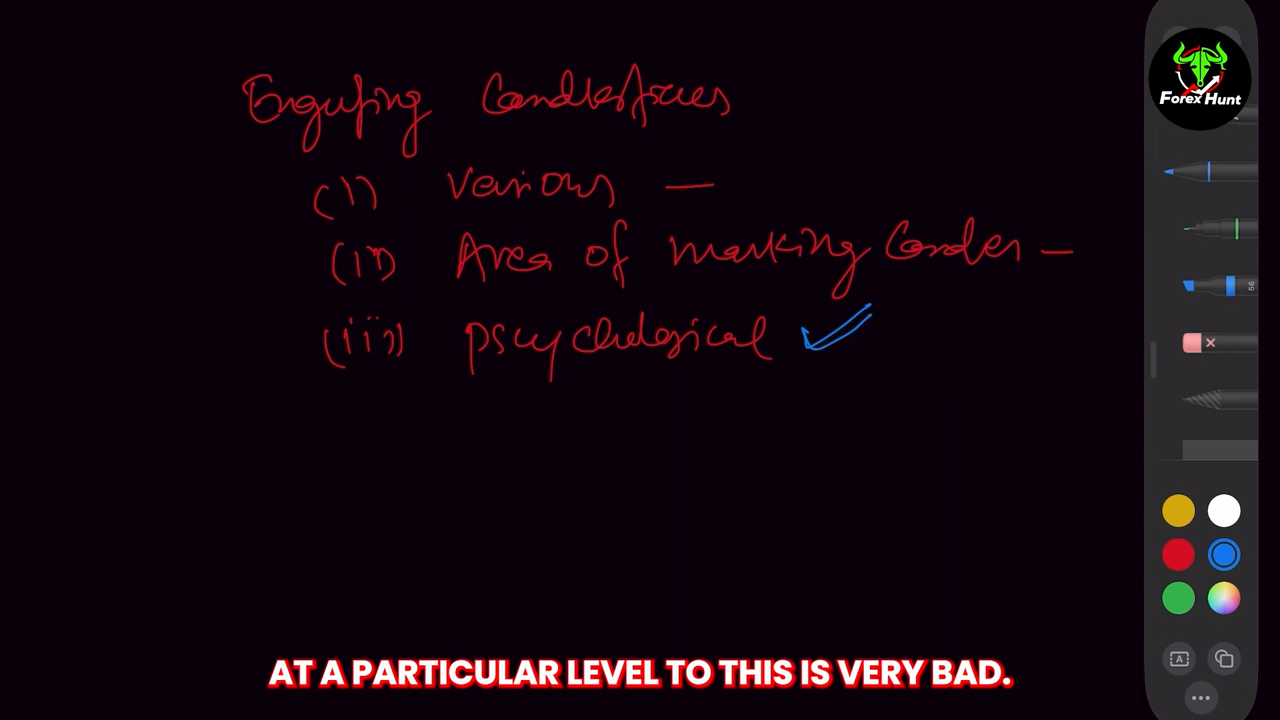 Engulfing Candlesticks
Forex Hunt
(i) Various —
(ii) Area of marking Candles —
(iii) pscychological
AT A PARTICULAR LEVEL TO THIS IS VERY BAD.